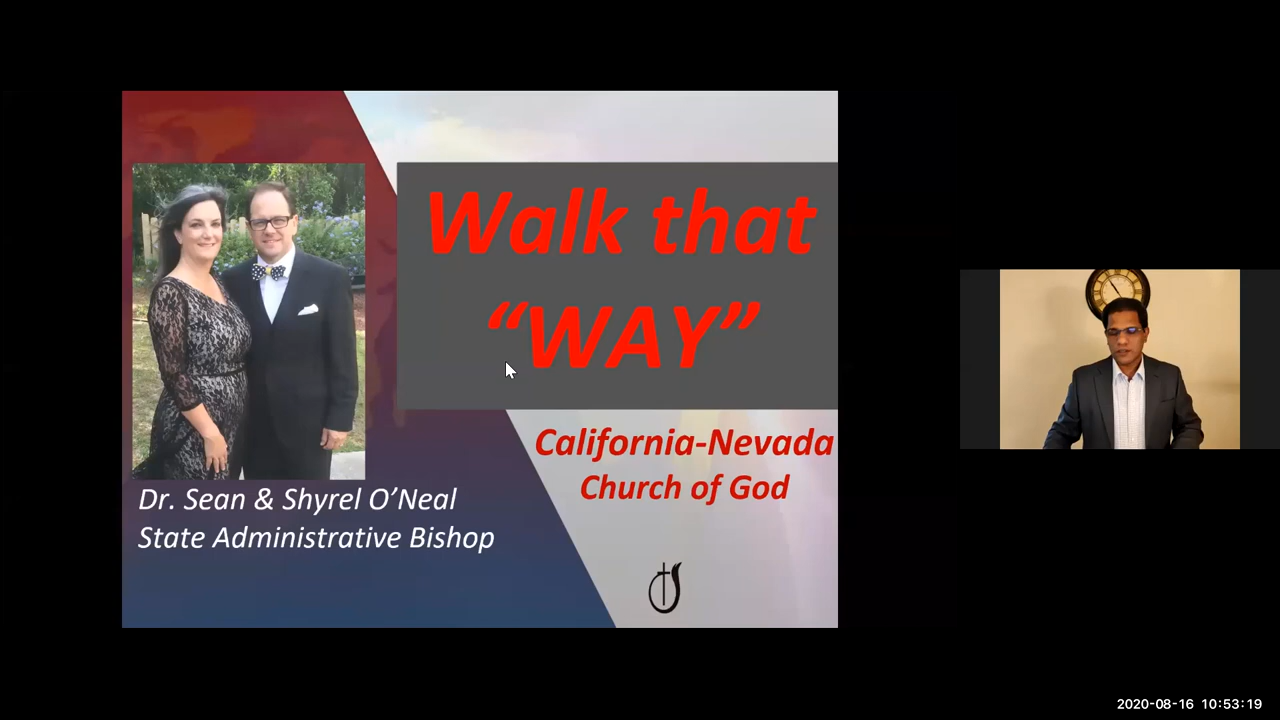 Walk that
“WAY”
California-Nevada
Church of God
Dr. Sean & Shyrel O’Neal
State Administrative Bishop
2020-08-16 10:53:19